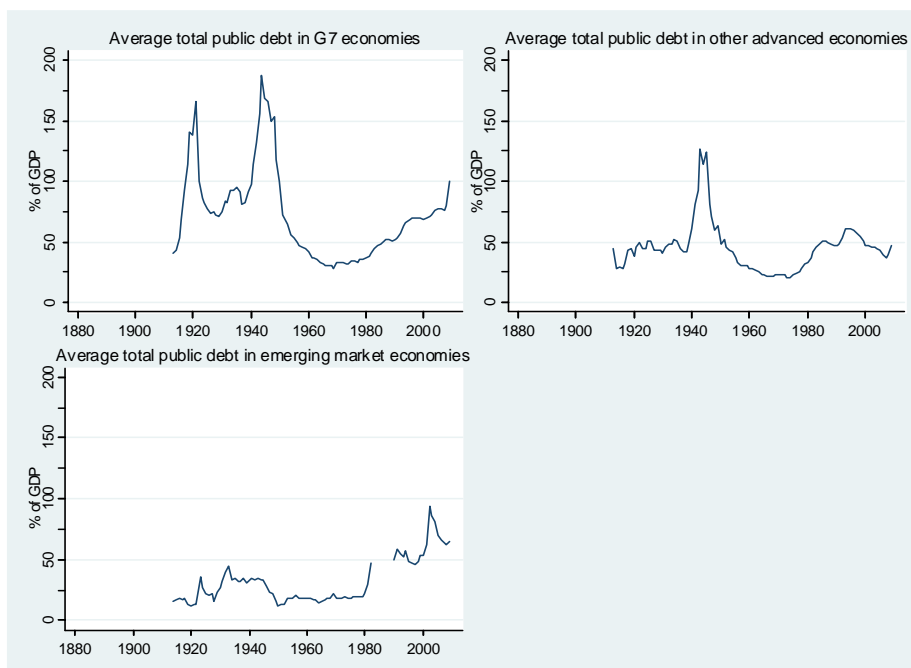 Average total public debt in G7 economies
% of GDP
200
150
100
50
0
1880 1900 1920 1940 1960 1980 2000
Average total public debt in other advanced economies
% of GDP
200
150
100
50
0
1880 1900 1920 1940 1960 1980 2000
Average total public debt in emerging market economies
% of GDP
200
150
100
50
0
1880 1900 1920 1940 1960 1980 2000